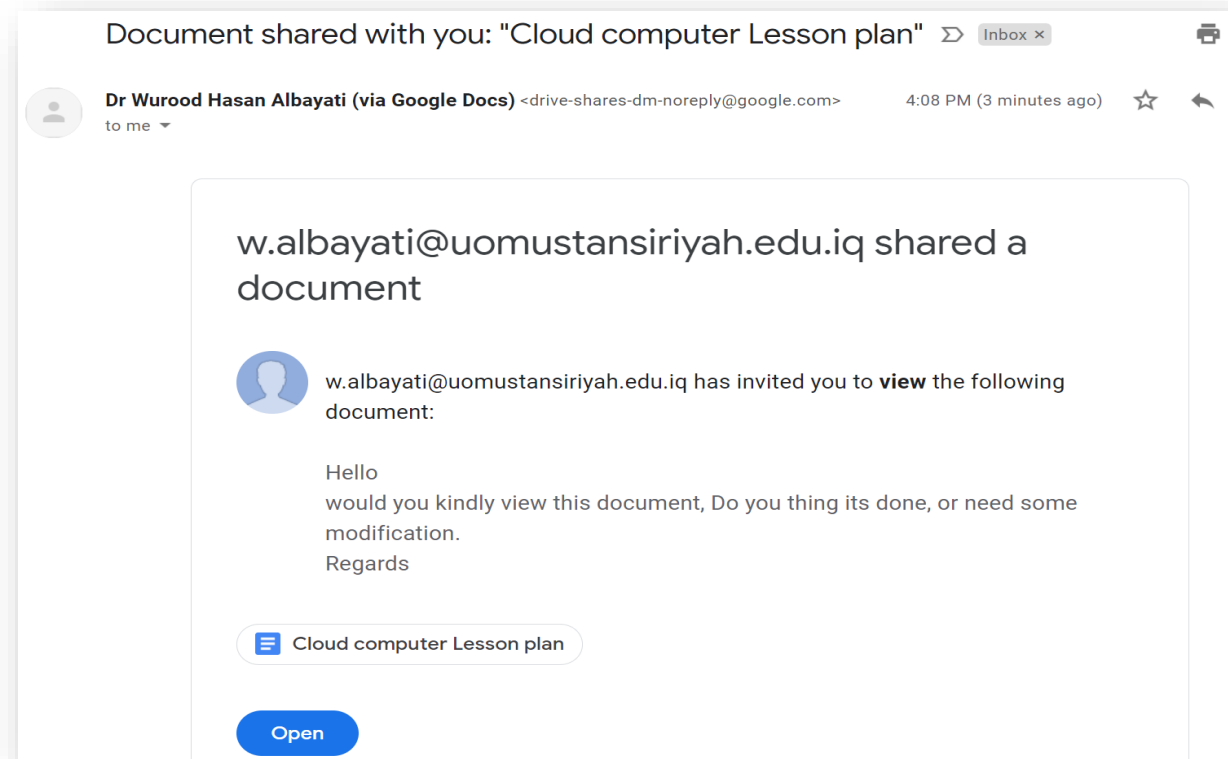 Document shared with you: "Cloud computer Lesson plan" Inbox ×
Dr Wurood Hasan Albayati (via Google Docs) <drive-shares-dm-noreply@google.com> 4:08 PM (3 minutes ago)
to me
w.albayati@uomustansiriyah.edu.iq shared a
document
w.albayati@uomustansiriyah.edu.iq has invited you to view the following
document:
Hello
would you kindly view this document, Do you thing its done, or need some
modification.
Regards
Cloud computer Lesson plan
Open